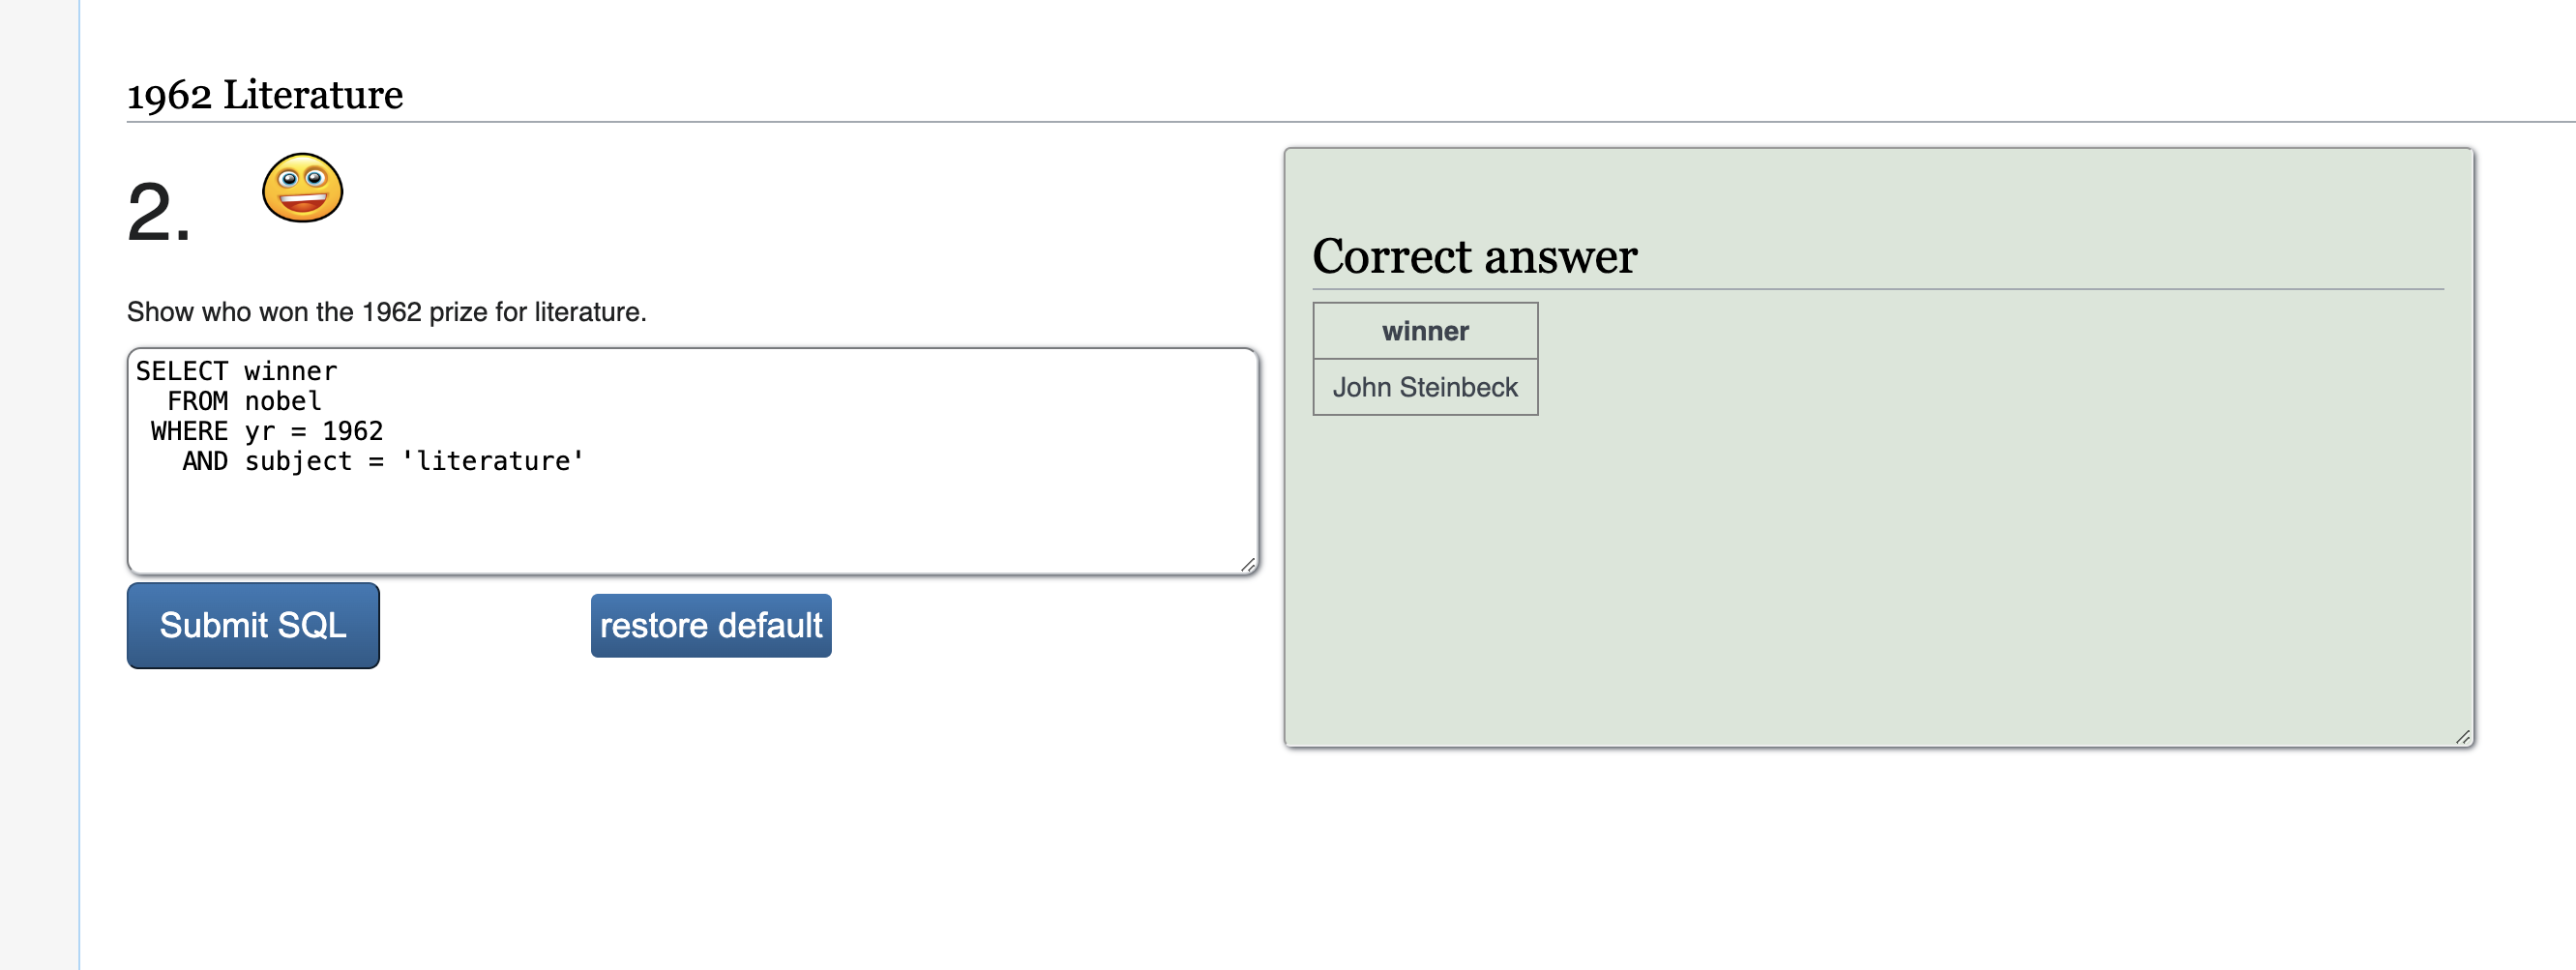 1962 Literature
2.
Show who won the 1962 prize for literature.
SELECT winner
  FROM nobel
 WHERE yr = 1962
   AND subject = 'literature'
Submit SQL
restore default
Correct answer
winner
John Steinbeck